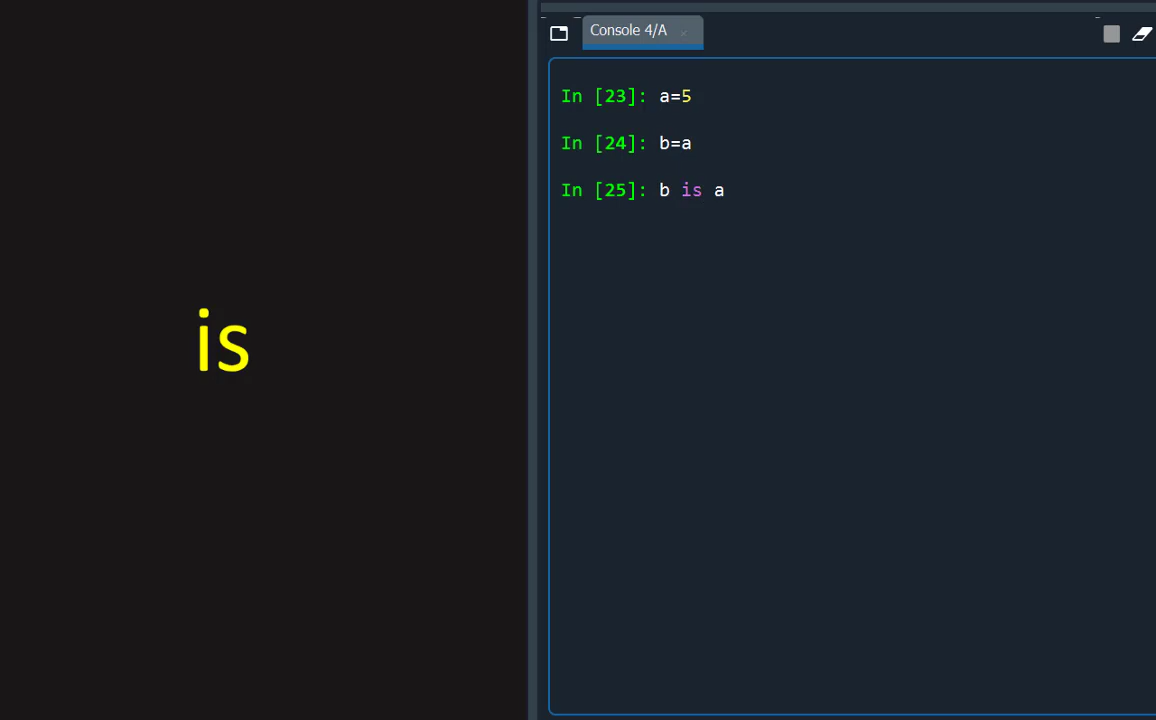 is
Console 4/A
In [23]: a=5
In [24]: b=a
In [25]: b is a